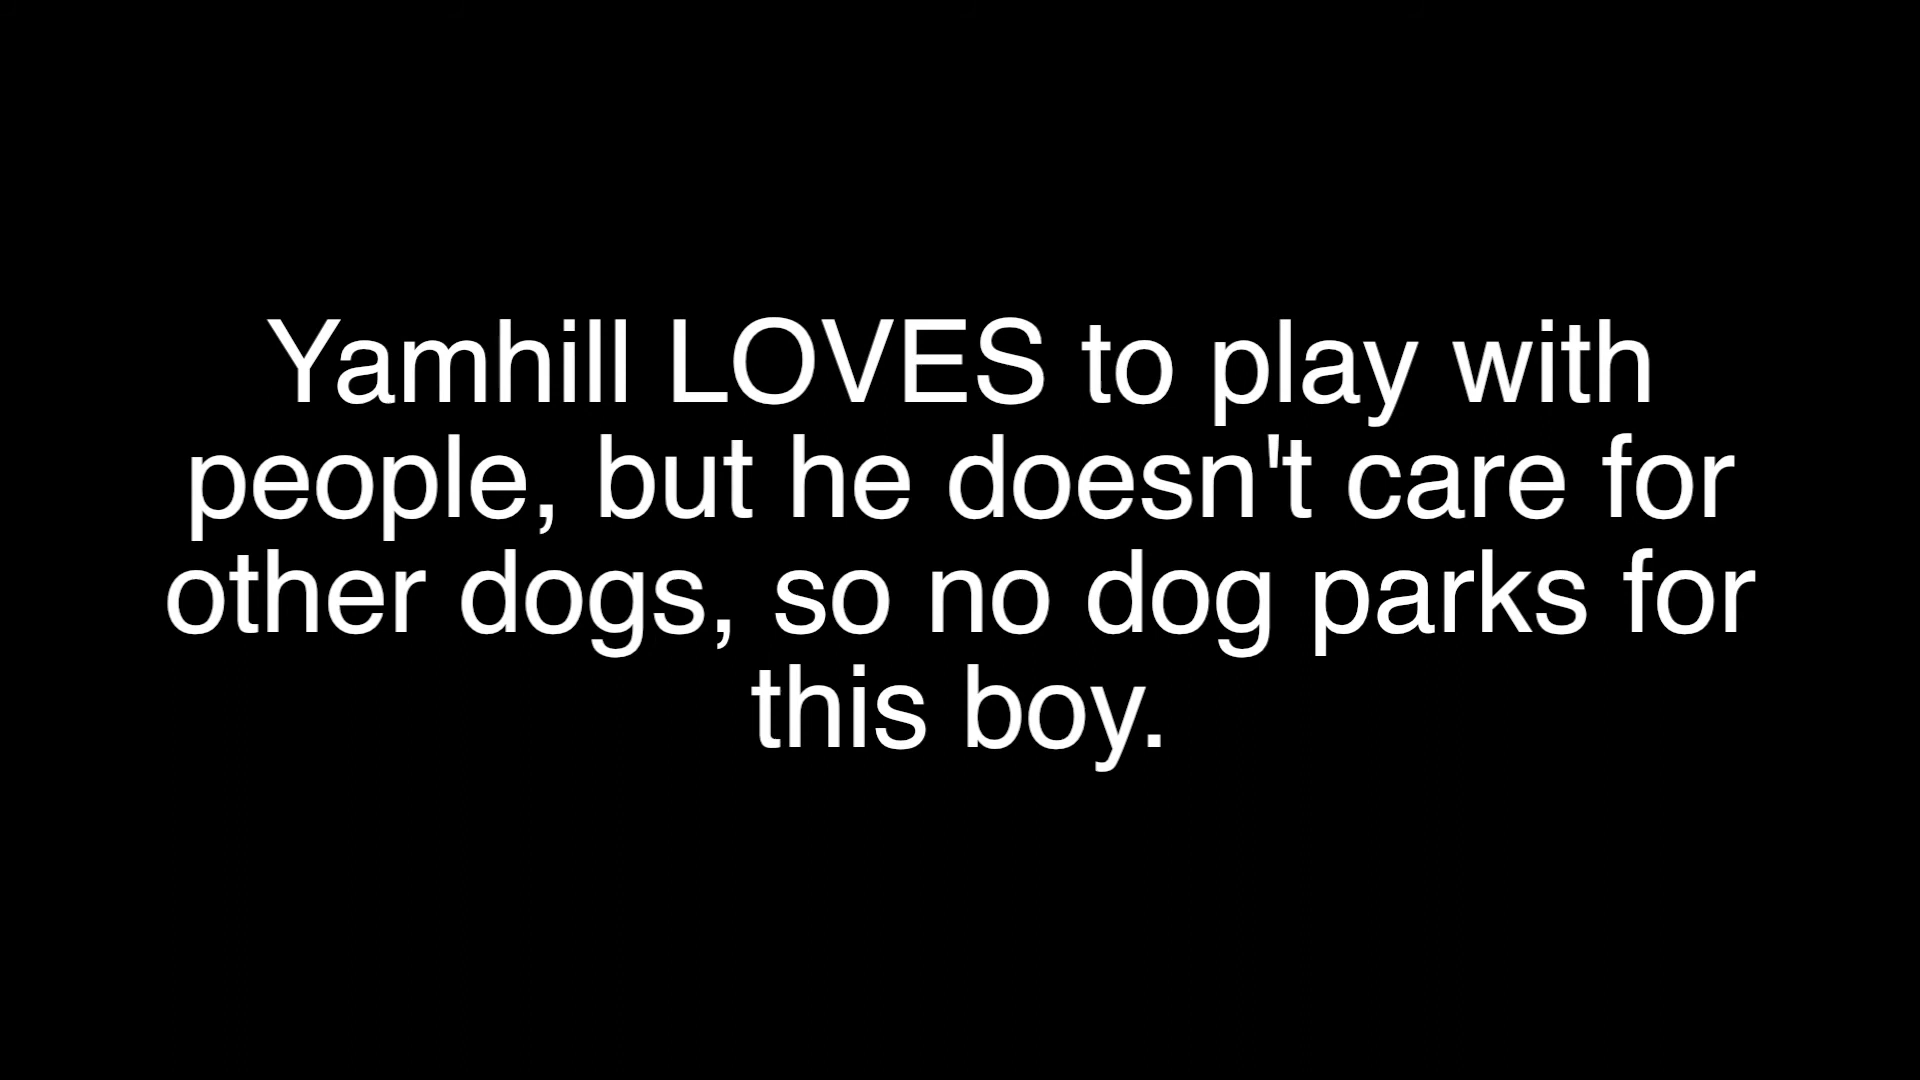 Yamhill LOVES to play with
people, but he doesn't care for
other dogs, so no dog parks for
this boy.